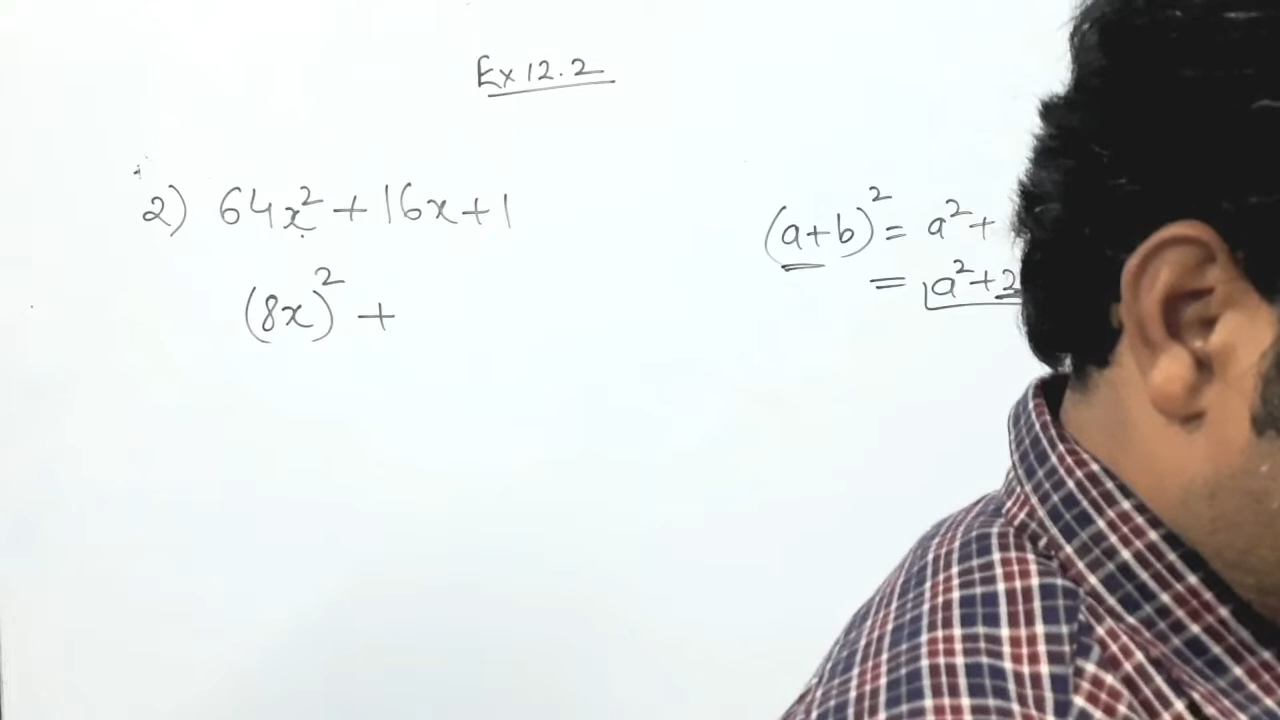 Ex 12.2
2) 64x² + 16x + 1
(a+b)² = a² +
(8x)² +
= a² + 2